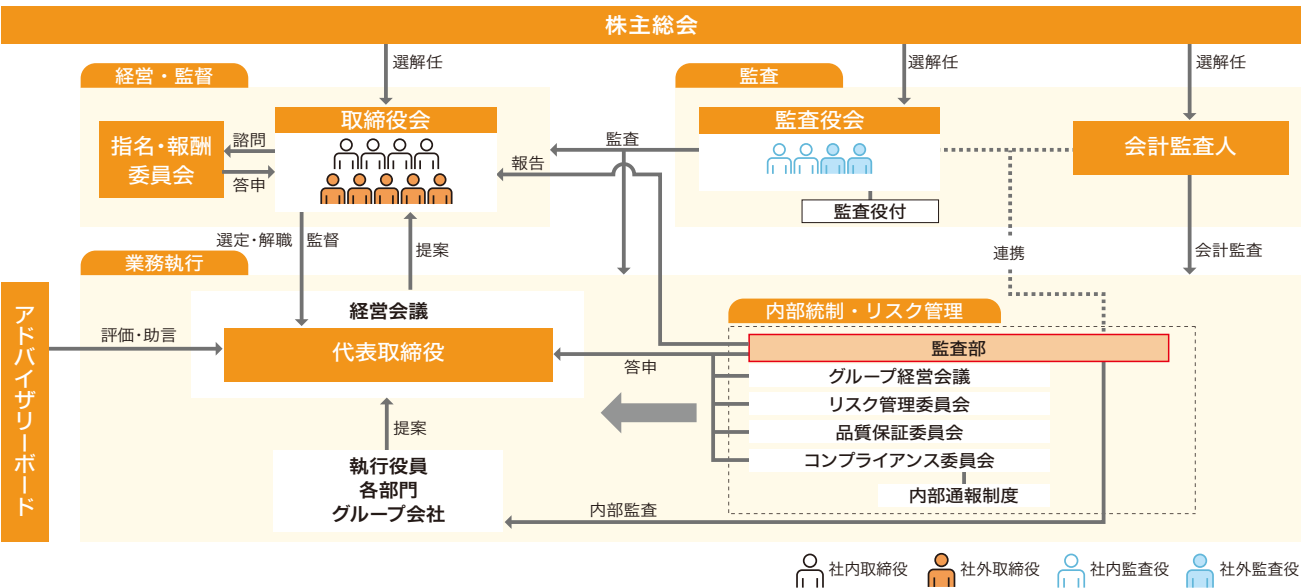 株主総会
選解任
選解任
選解任
経営・監督
監査
取締役会
監査役会
会計監査人
指名・報酬
委員会
諮問
答申
監査
報告
監査役付
選定・解職
監督
提案
連携
会計監査
業務執行
アドバイザリーボード
評価・助言
経営会議
代表取締役
答申
内部統制・リスク管理
監査部
グループ経営会議
リスク管理委員会
品質保証委員会
コンプライアンス委員会
内部通報制度
提案
執行役員
各部門
グループ会社
内部監査
社内取締役
社外取締役
社内監査役
社外監査役